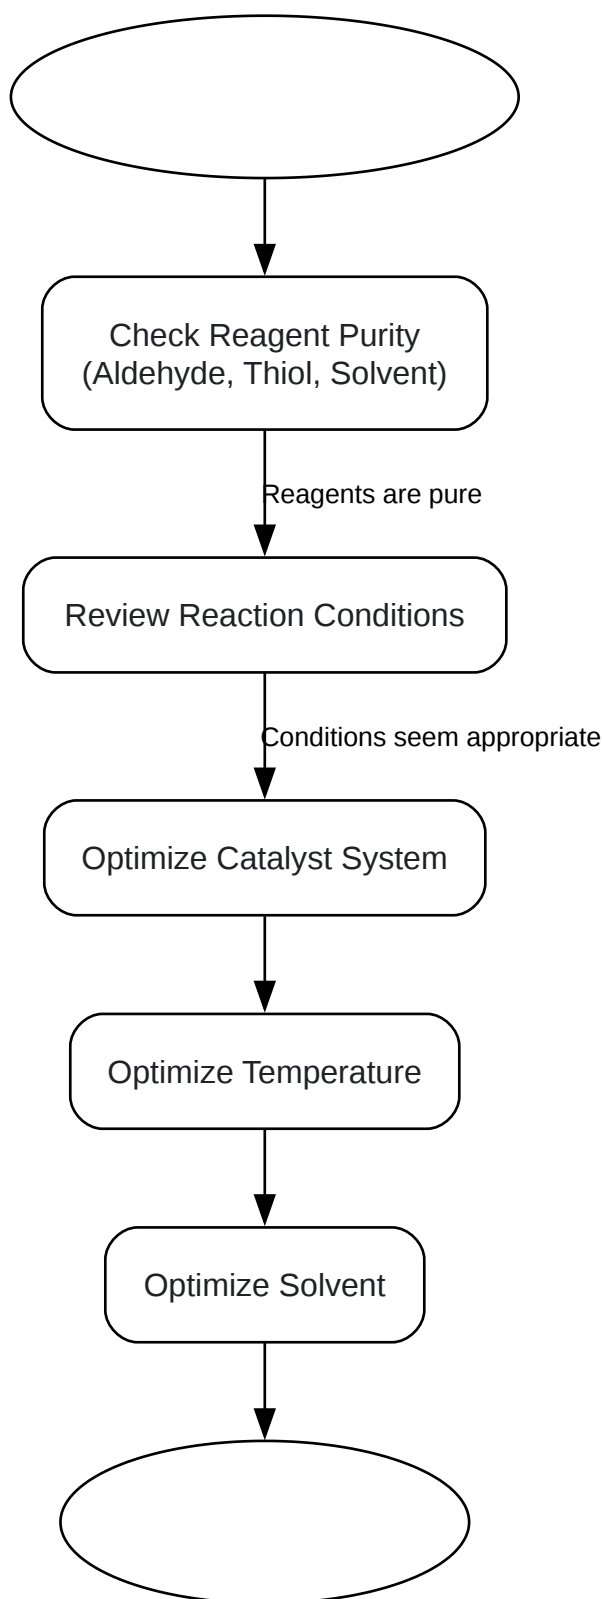 Check Reagent Purity
(Aldehyde, Thiol, Solvent)
Reagents are pure
Review Reaction Conditions
Conditions seem appropriate
Optimize Catalyst System
Optimize Temperature
Optimize Solvent